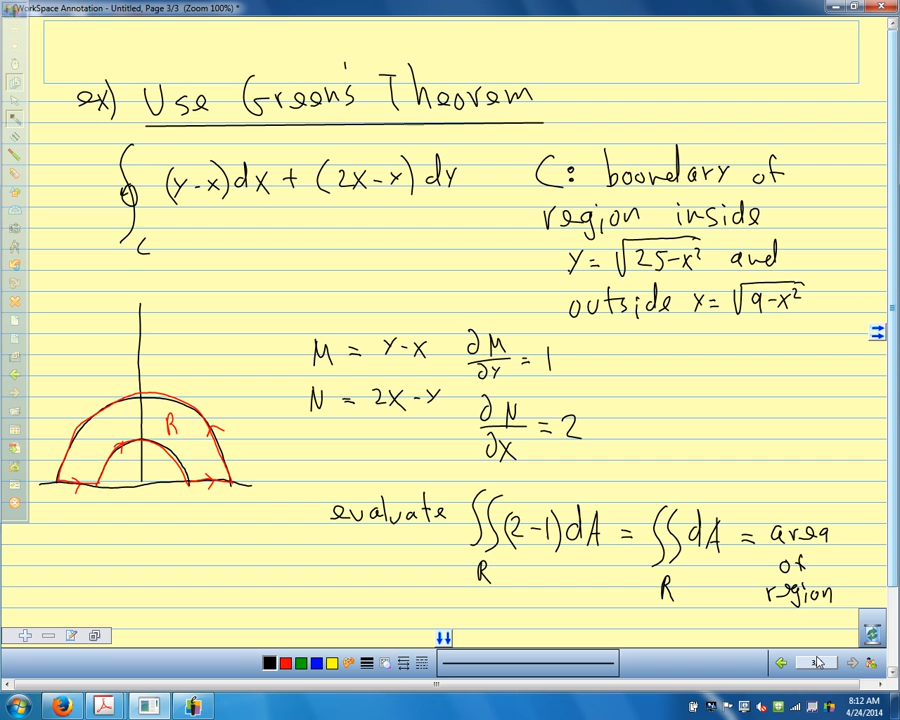 WorkSpace Annotation - Untitled, Page 3/3 (Zoom 100%) *
ex) Use Green's Theorem
∮ (y-x)dx + (2x-y)dy
C
C: boundary of
region inside
y = √25-x² and
outside y = √9-x²
M = y-x ∂M/∂y = 1
N = 2x-y ∂N/∂x = 2
R
evaluate ∬(2-1)dA = ∬dA = area
R R
of
region
3
8:12 AM
4/24/2014